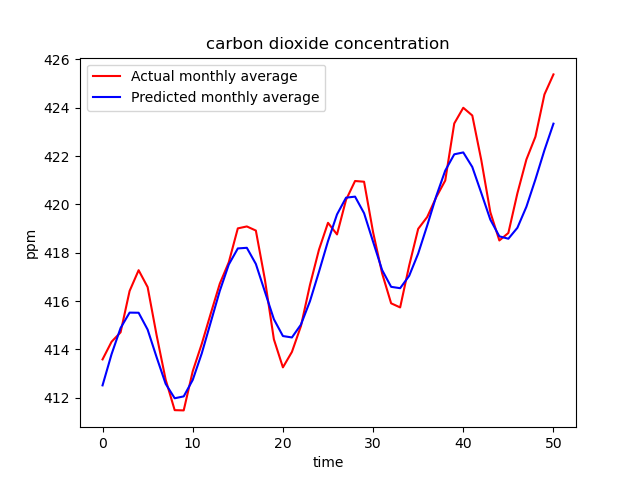 carbon dioxide concentration
426
424
422
420
418
416
414
412
ppm
Actual monthly average
Predicted monthly average
0 10 20 30 40 50
time